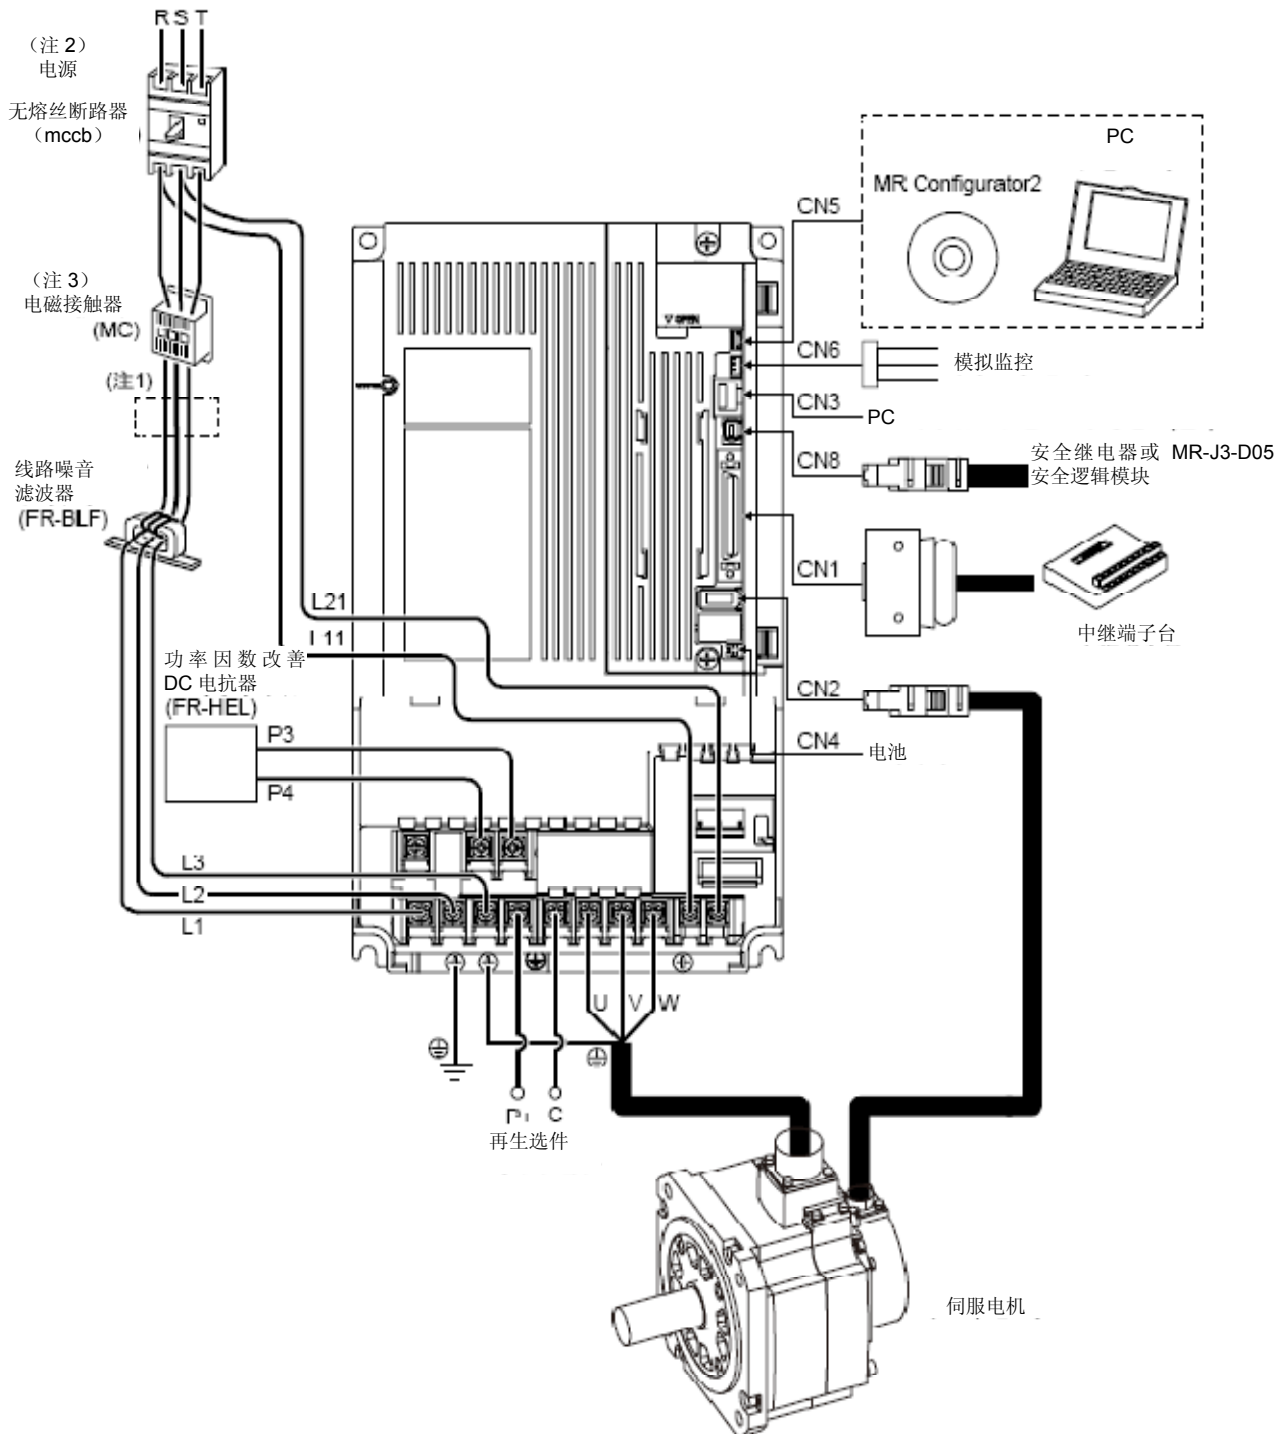 R S T
（注 2）
电源
无熔丝断路器
（mccb）
PC
MR Configurator2
CN5
（注 3）
电磁接触器
(MC)
OPEN
CN6
模拟监控
(注1)
CN3
PC
安全继电器或 MR-J3-D05
安全逻辑模块
CN8
线路噪音
滤波器
(FR-BLF)
CN1
L21
L11
中继端子台
功率因数改善
DC 电抗器
(FR-HEL)
CN2
P3
CN4
电池
P4
L3
L2
L1
U V W
C
再生选件
伺服电机